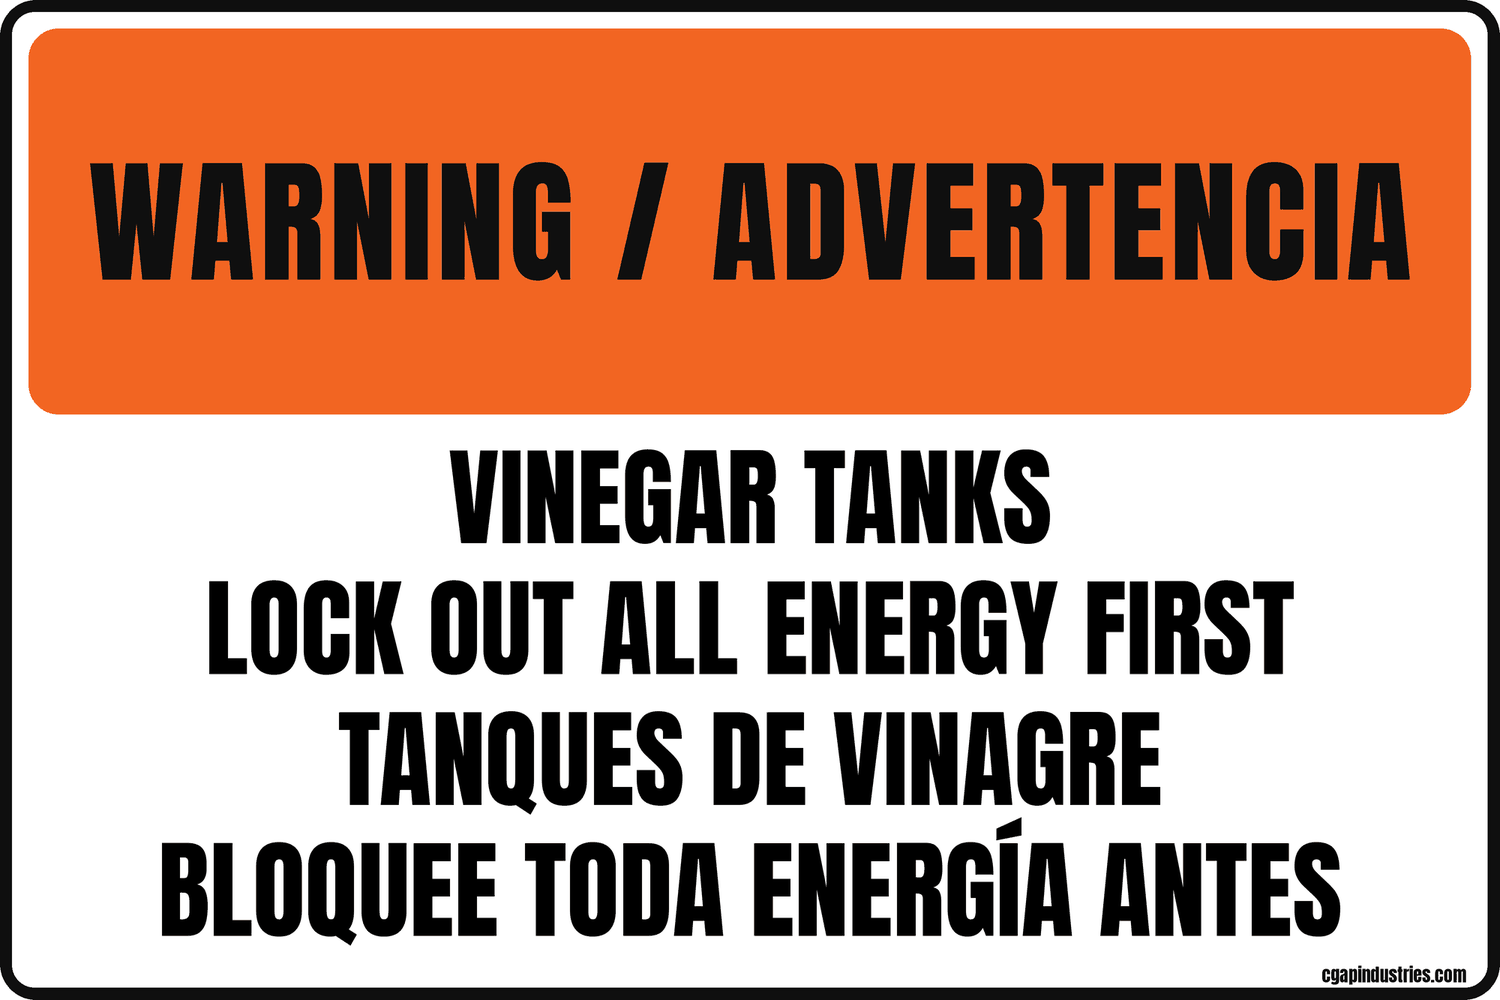 WARNING / ADVERTENCIA
VINEGAR TANKS
LOCK OUT ALL ENERGY FIRST
TANQUES DE VINAGRE
BLOQUEE TODA ENERGÍA ANTES
cgapindustries.com